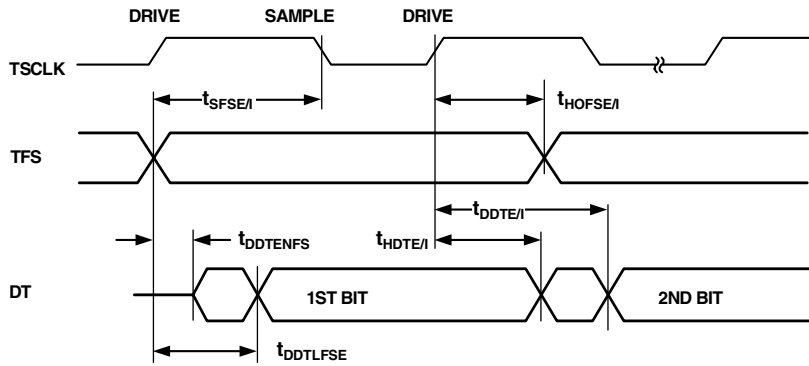 DRIVE SAMPLE DRIVE
TSCLK
tSFSE/I tHOFSE/I
TFS
tDDTE/I
tDDTENFS tHDTE/I
DT 1ST BIT 2ND BIT
tDDTLFSE